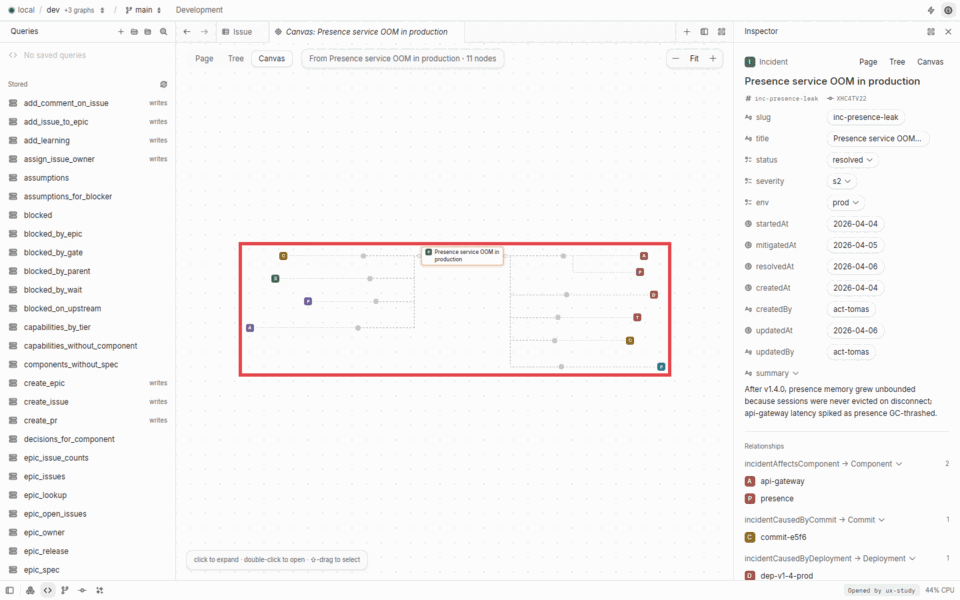 local / dev +3 graphs / main Development
Queries
Issue
Canvas: Presence service OOM in production
Inspector
No saved queries
Page Tree Canvas
From Presence service OOM in production · 11 nodes
Fit
Stored
add_comment_on_issue writes
add_issue_to_epic writes
add_learning writes
assign_issue_owner writes
assumptions
assumptions_for_blocker
blocked
blocked_by_epic
blocked_by_gate
blocked_by_parent
blocked_by_wait
blocked_on_upstream
capabilities_by_tier
capabilities_without_component
components_without_spec
create_epic writes
create_issue writes
create_pr writes
decisions_for_component
epic_issue_counts
epic_issues
epic_lookup
epic_open_issues
epic_owner
epic_release
epic_spec
Presence service OOM in
production
click to expand · double-click to open · ⇧-drag to select
I Incident Page Tree Canvas
Presence service OOM in production
# inc-presence-leak XHC4TV22
Ag slug inc-presence-leak
Ag title Presence service OOM...
status resolved
severity s2
env prod
startedAt 2026-04-04
mitigatedAt 2026-04-05
resolvedAt 2026-04-06
createdAt 2026-04-04
Ag createdBy act-tomas
updatedAt 2026-04-06
Ag updatedBy act-tomas
Ag summary
After v1.4.0, presence memory grew unbounded
because sessions were never evicted on disconnect;
api-gateway latency spiked as presence GC-thrashed.
Relationships
incidentAffectsComponent → Component 2
A api-gateway
P presence
incidentCausedByCommit → Commit 1
C commit-e5f6
incidentCausedByDeployment → Deployment 1
D dep-v1-4-prod
Opened by ux-study 44% CPU